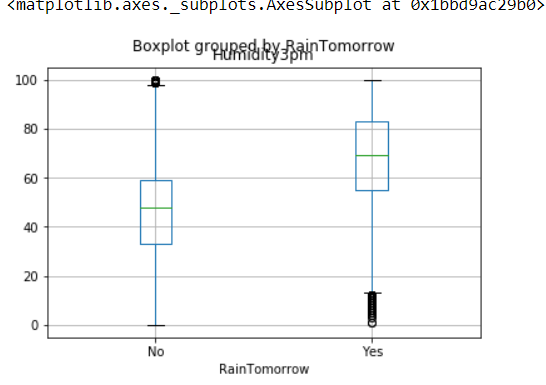 <matplotlib.axes._subplots.AxesSubplot at 0x1bbd9ac29b0>
Boxplot grouped by RainTomorrow
Humidity3pm
100
80
60
40
20
0
No Yes
RainTomorrow